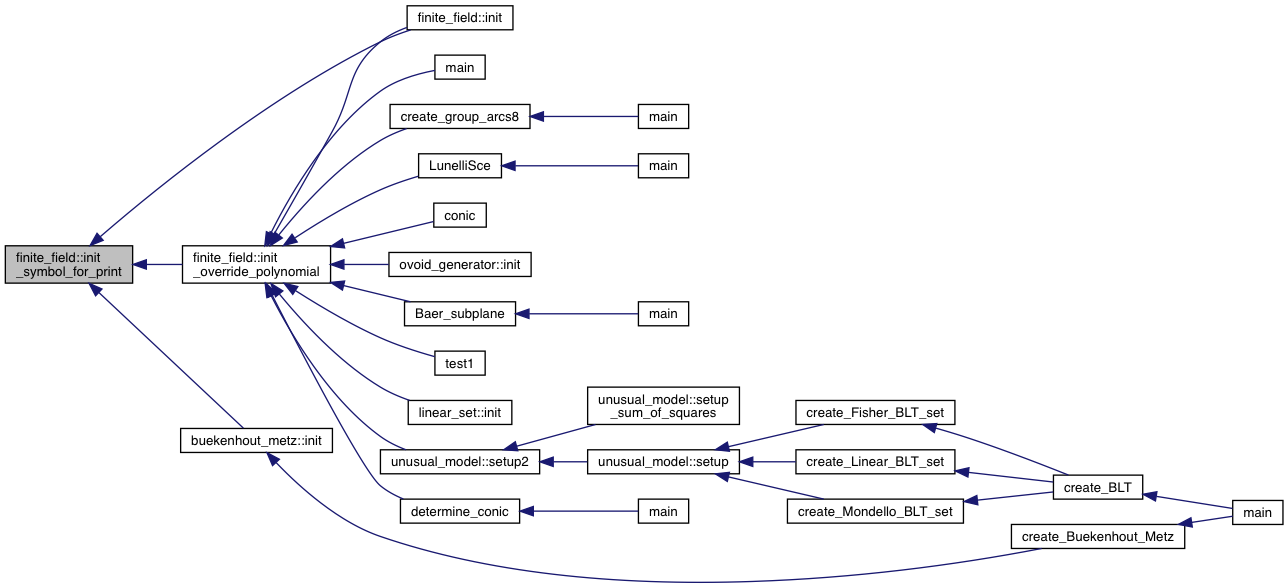 finite_field::init
main
create_group_arcs8
main
LunelliSce
main
conic
finite_field::init
_symbol_for_print
finite_field::init
_override_polynomial
ovoid_generator::init
Baer_subplane
main
test1
linear_set::init
unusual_model::setup
_sum_of_squares
create_Fisher_BLT_set
buekenhout_metz::init
unusual_model::setup2
unusual_model::setup
create_Linear_BLT_set
create_BLT
determine_conic
main
create_Mondello_BLT_set
main
create_Buekenhout_Metz